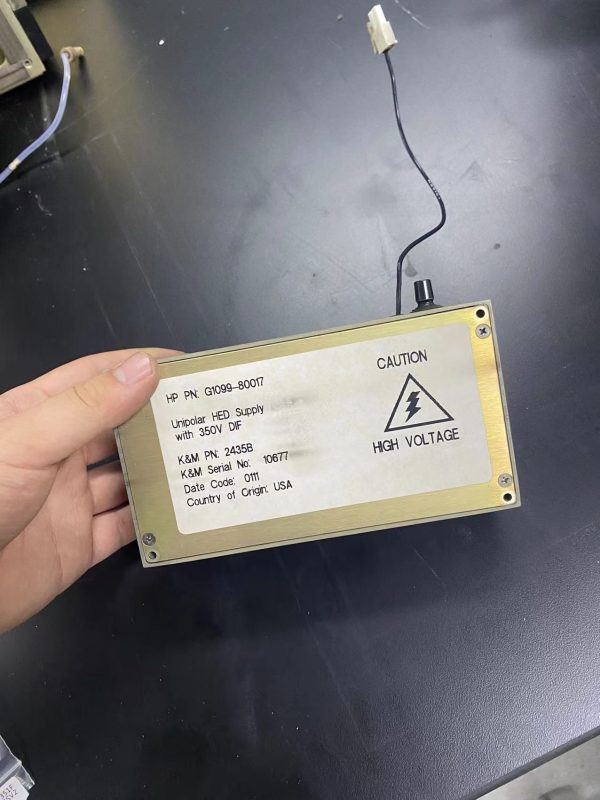 HP PN: G1099-80017
Unipolar HED Supply
with 350V DIF
K&M PN: 2435B
K&M Serial No: 10677
Date Code: 0111
Country of Origin: USA
CAUTION
HIGH VOLTAGE